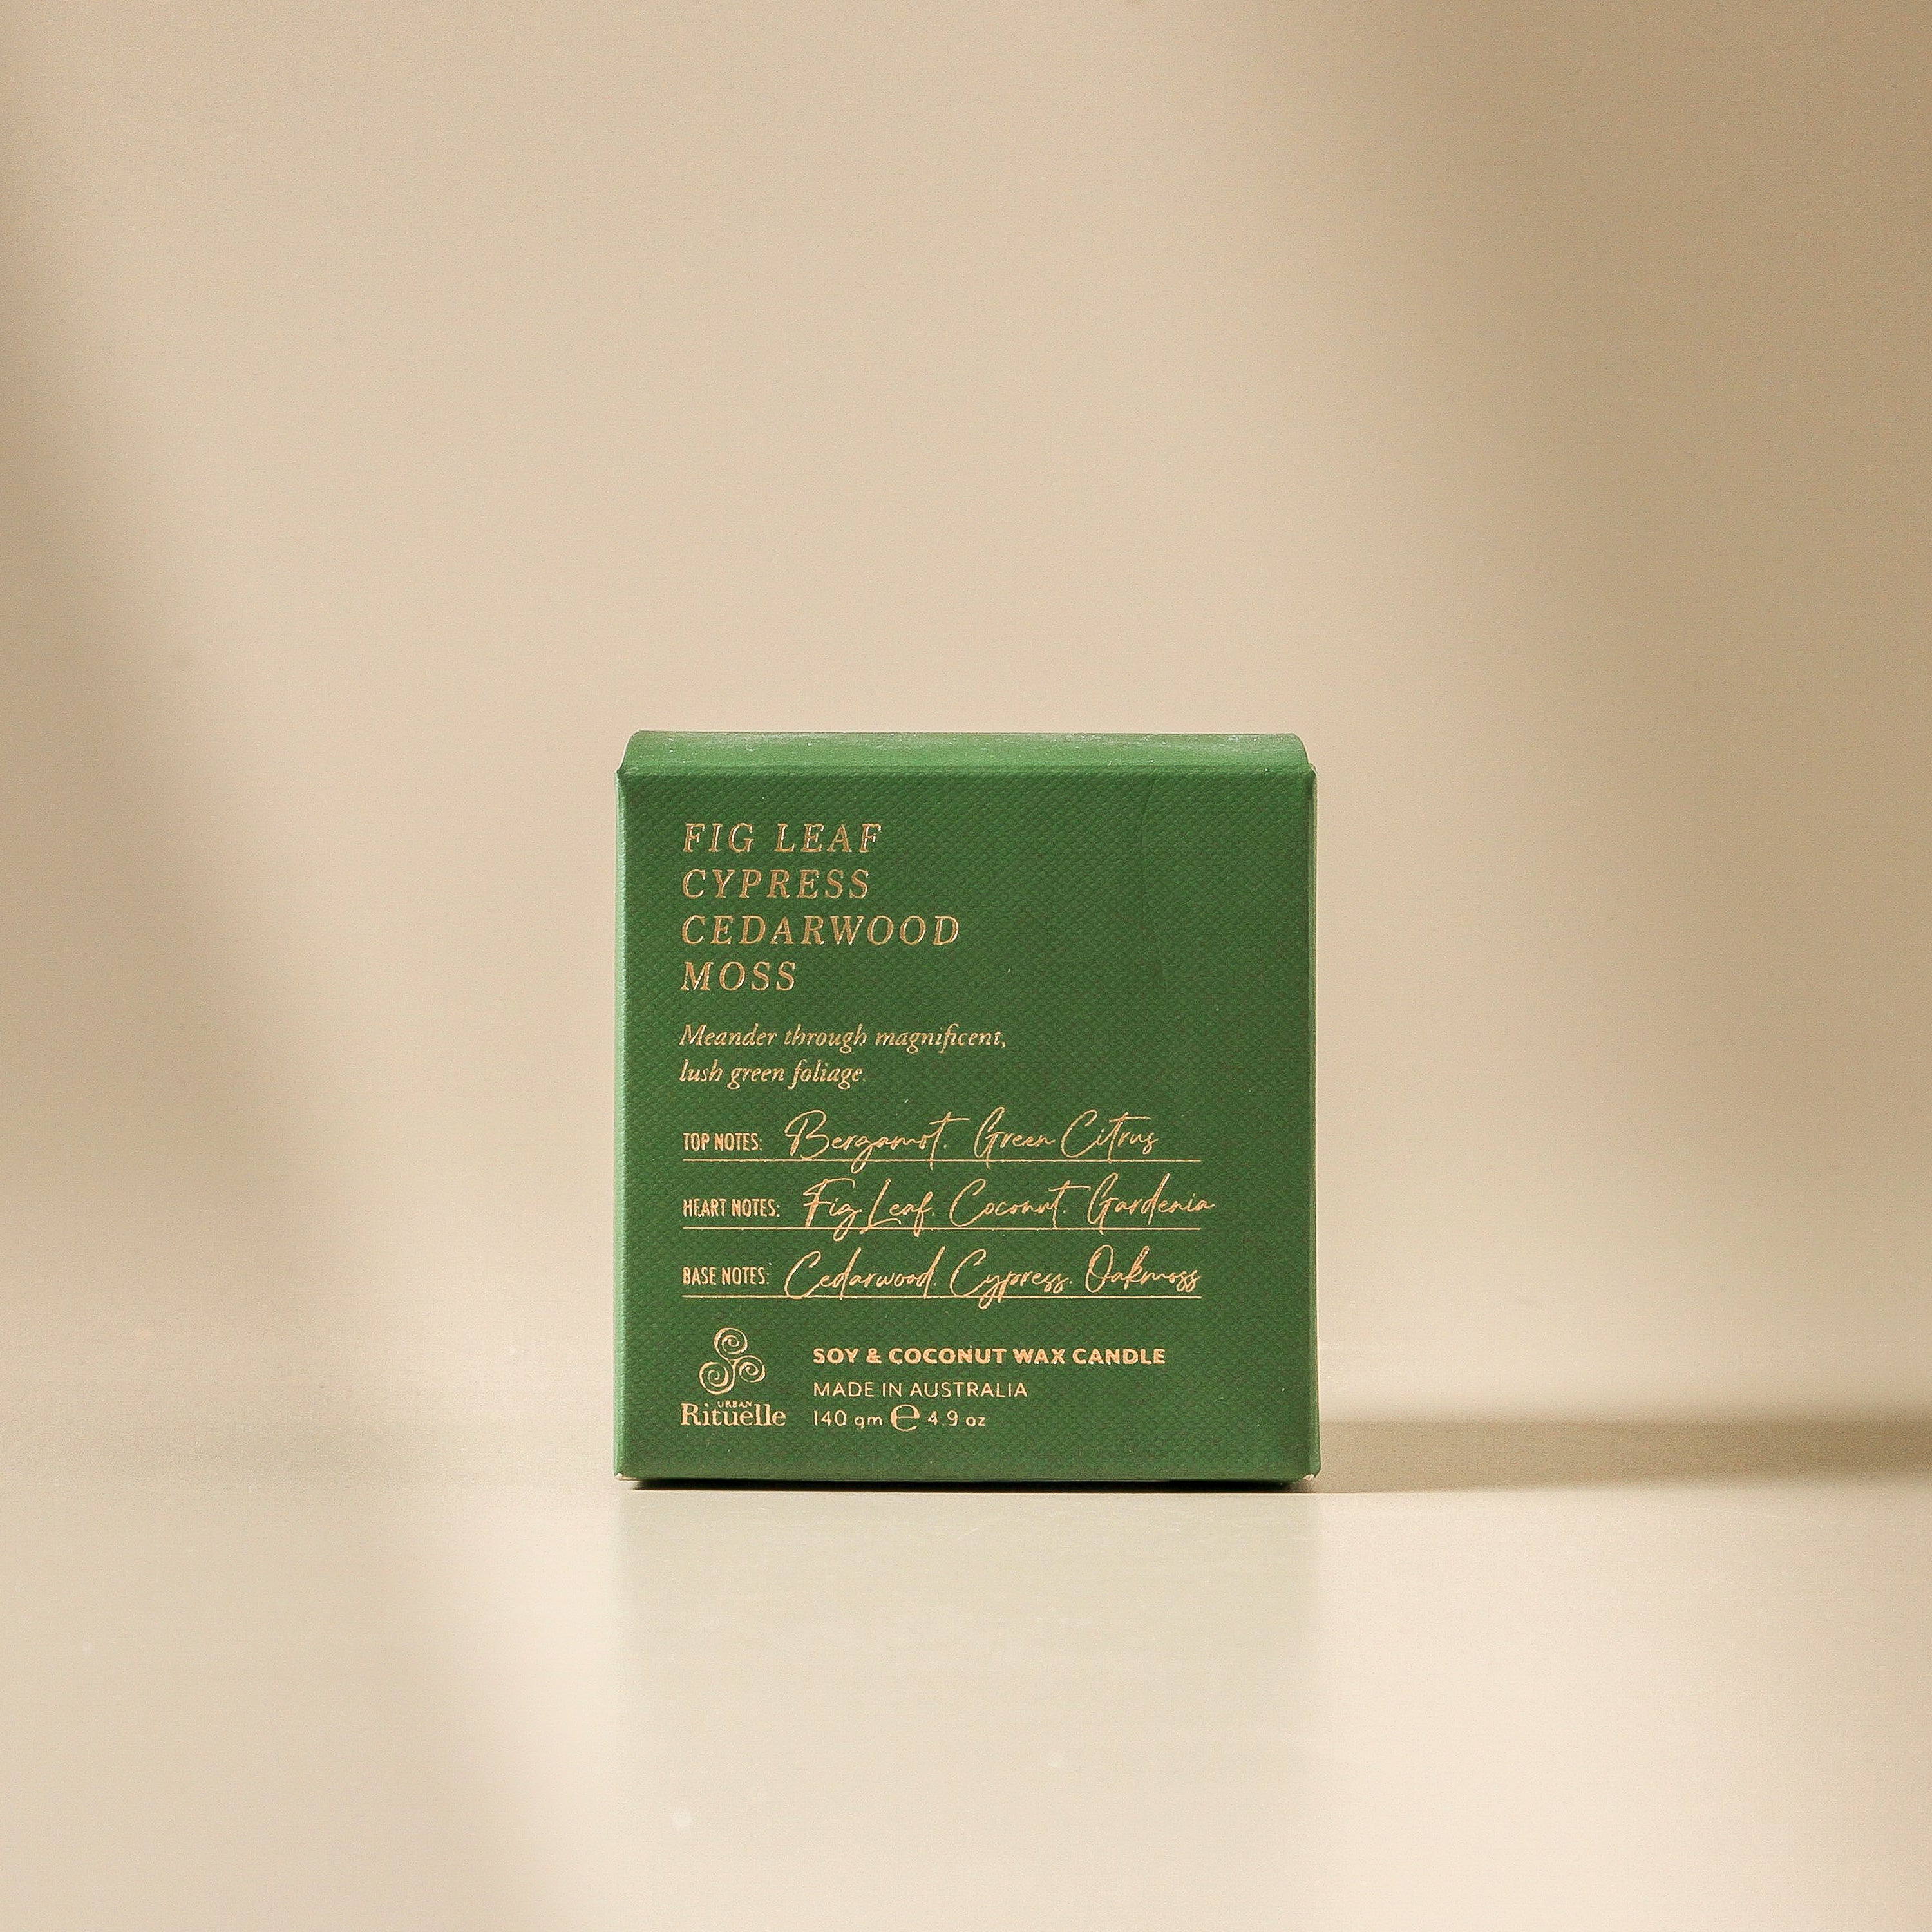 FIG LEAF
CYPRESS
CEDARWOOD
MOSS
Meander through magnificent,
lush green foliage.
TOP NOTES: Bergamot. Green Citrus
HEART NOTES: Fig Leaf. Coconut. Gardenia
BASE NOTES: Cedarwood. Cypress. Oakmoss
URBAN
Rituelle
SOY & COCONUT WAX CANDLE
MADE IN AUSTRALIA
140 gm ℮ 4.9 oz